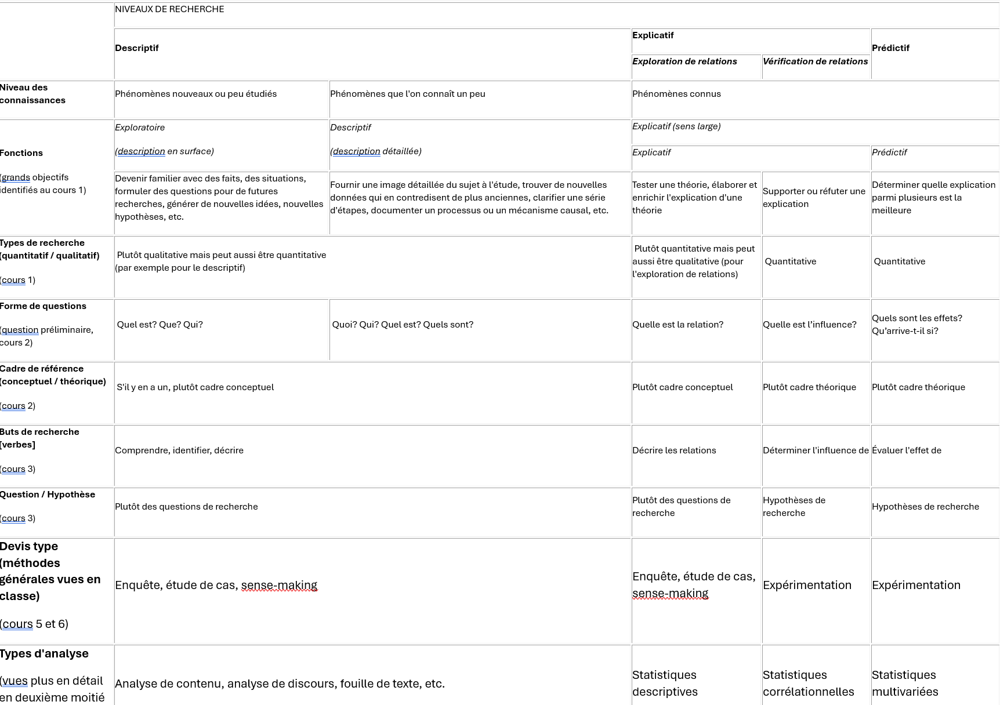 NIVEAUX DE RECHERCHE
Descriptif
Explicatif
Prédictif
Exploration de relations
Vérification de relations
Niveau des
connaissances
Phénomènes nouveaux ou peu étudiés
Phénomènes que l'on connaît un peu
Phénomènes connus
Fonctions
(grands objectifs
identifiés au cours 1)
Exploratoire
(description en surface)
Descriptif
(description détaillée)
Explicatif (sens large)
Explicatif
Prédictif
Devenir familier avec des faits, des situations,
formuler des questions pour de futures
recherches, générer de nouvelles idées, nouvelles
hypothèses, etc.
Fournir une image détaillée du sujet à l'étude, trouver de nouvelles
données qui en contredisent de plus anciennes, clarifier une série
d'étapes, documenter un processus ou un mécanisme causal, etc.
Tester une théorie, élaborer et
enrichir l'explication d'une
théorie
Supporter ou réfuter une
explication
Déterminer quelle explication
parmi plusieurs est la
meilleure
Types de recherche
(quantitatif / qualitatif)
(cours 1)
Plutôt qualitative mais peut aussi être quantitative
(par exemple pour le descriptif)
Plutôt quantitative mais peut
aussi être qualitative (pour
l'exploration de relations)
Quantitative
Quantitative
Forme de questions
(question préliminaire,
cours 2)
Quel est? Que? Qui?
Quoi? Qui? Quel est? Quels sont?
Quelle est la relation?
Quelle est l’influence?
Quels sont les effets?
Qu’arrive-t-il si?
Cadre de référence
(conceptuel / théorique)
(cours 2)
S'il y en a un, plutôt cadre conceptuel
Plutôt cadre conceptuel
Plutôt cadre théorique
Plutôt cadre théorique
Buts de recherche
[verbes]
(cours 3)
Comprendre, identifier, décrire
Décrire les relations
Déterminer l'influence de
Évaluer l'effet de
Question / Hypothèse
(cours 3)
Plutôt des questions de recherche
Plutôt des questions de
recherche
Hypothèses de
recherche
Hypothèses de recherche
Devis type
(méthodes
générales vues en
classe)
(cours 5 et 6)
Enquête, étude de cas, sense-making
Enquête, étude de cas,
sense-making
Expérimentation
Expérimentation
Types d'analyse
(vues plus en détail
en deuxième moitié
Analyse de contenu, analyse de discours, fouille de texte, etc.
Statistiques
descriptives
Statistiques
corrélationnelles
Statistiques
multivariées